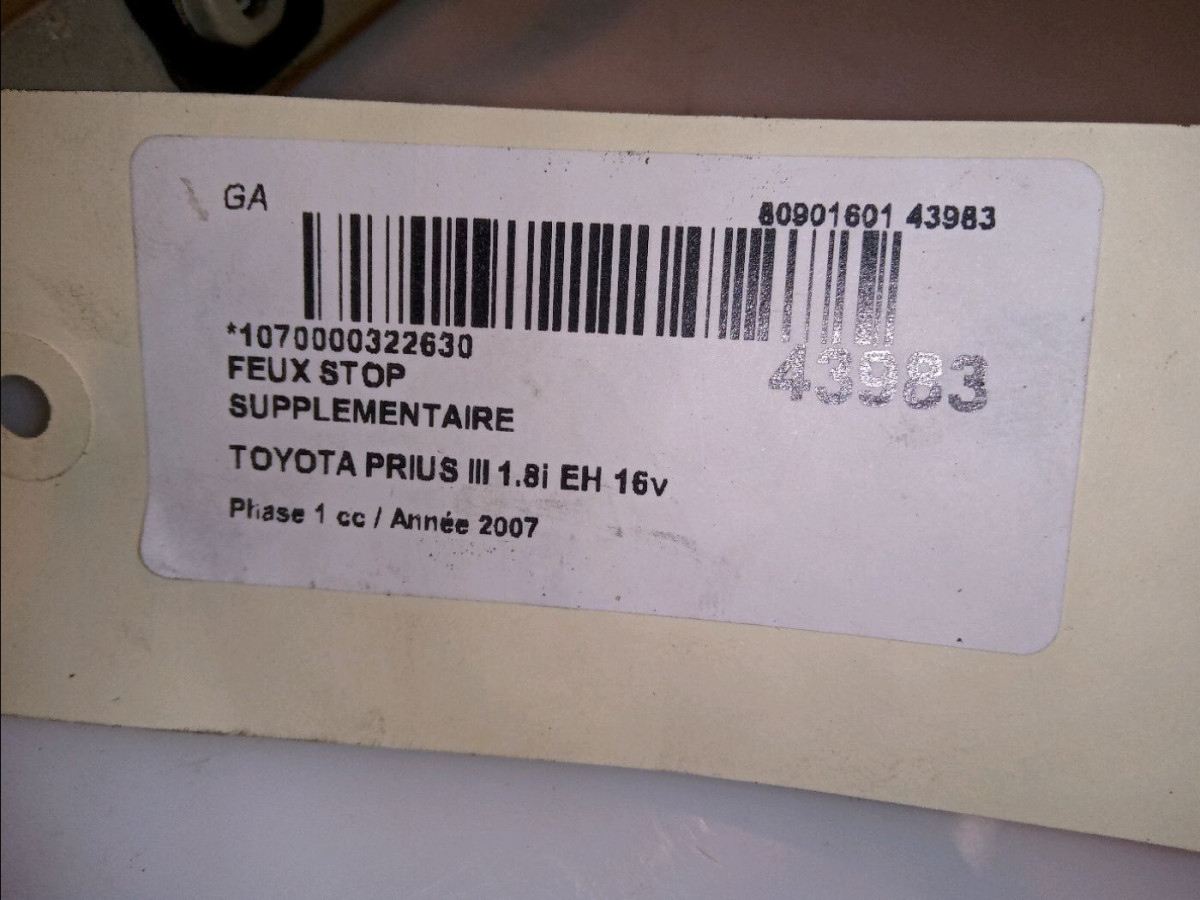 GA
80901601 43983
*1070000322630
43983
FEUX STOP
SUPPLEMENTAIRE
TOYOTA PRIUS III 1.8i EH 16v
Phase 1 cc / Année 2007